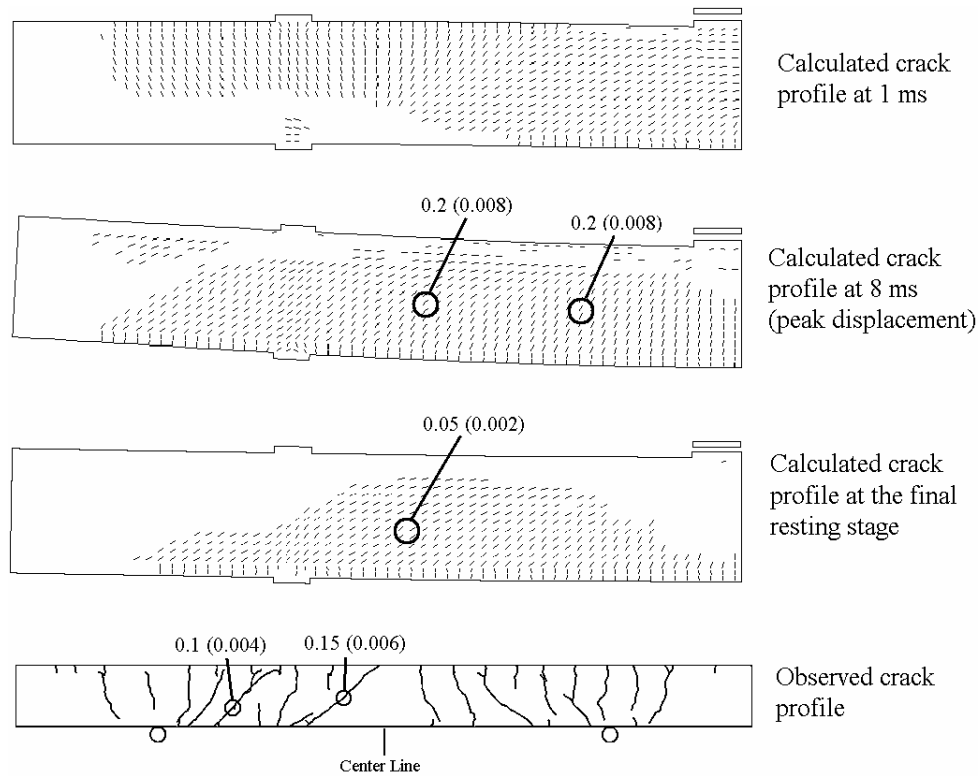 Calculated crack
profile at 1 ms
0.2 (0.008)
0.2 (0.008)
Calculated crack
profile at 8 ms
(peak displacement)
0.05 (0.002)
Calculated crack
profile at the final
resting stage
0.1 (0.004)
0.15 (0.006)
Observed crack
profile
Center Line